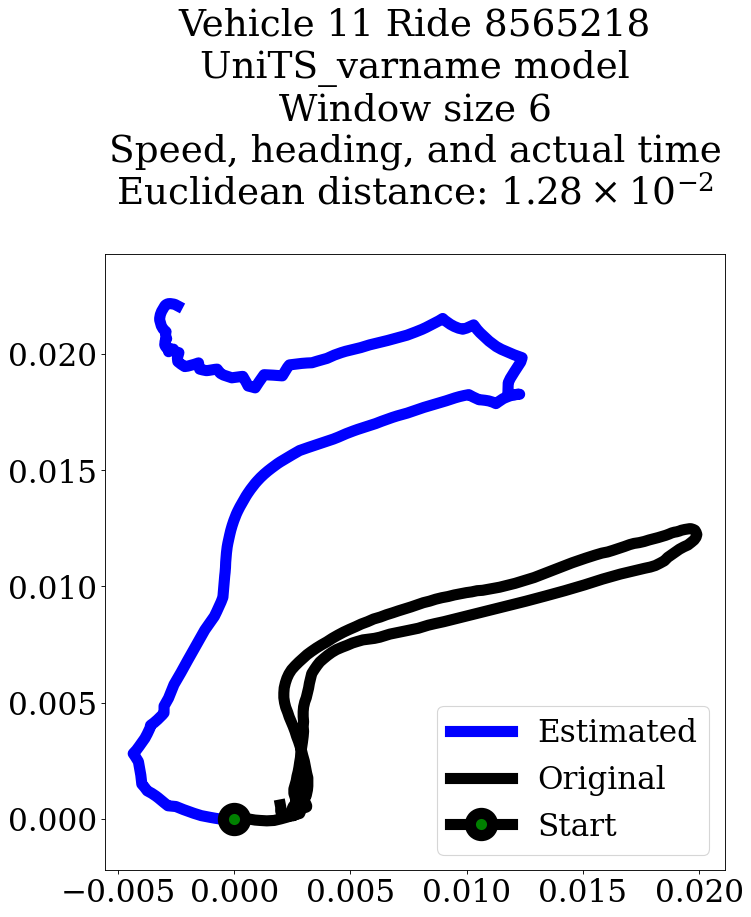 Vehicle 11 Ride 8565218
UniTS_varname model
Window size 6
Speed, heading, and actual time
Euclidean distance: 1.28 × 10⁻²
0.020
0.015
0.010
0.005
0.000
Estimated
Original
Start
−0.005 0.000 0.005 0.010 0.015 0.020